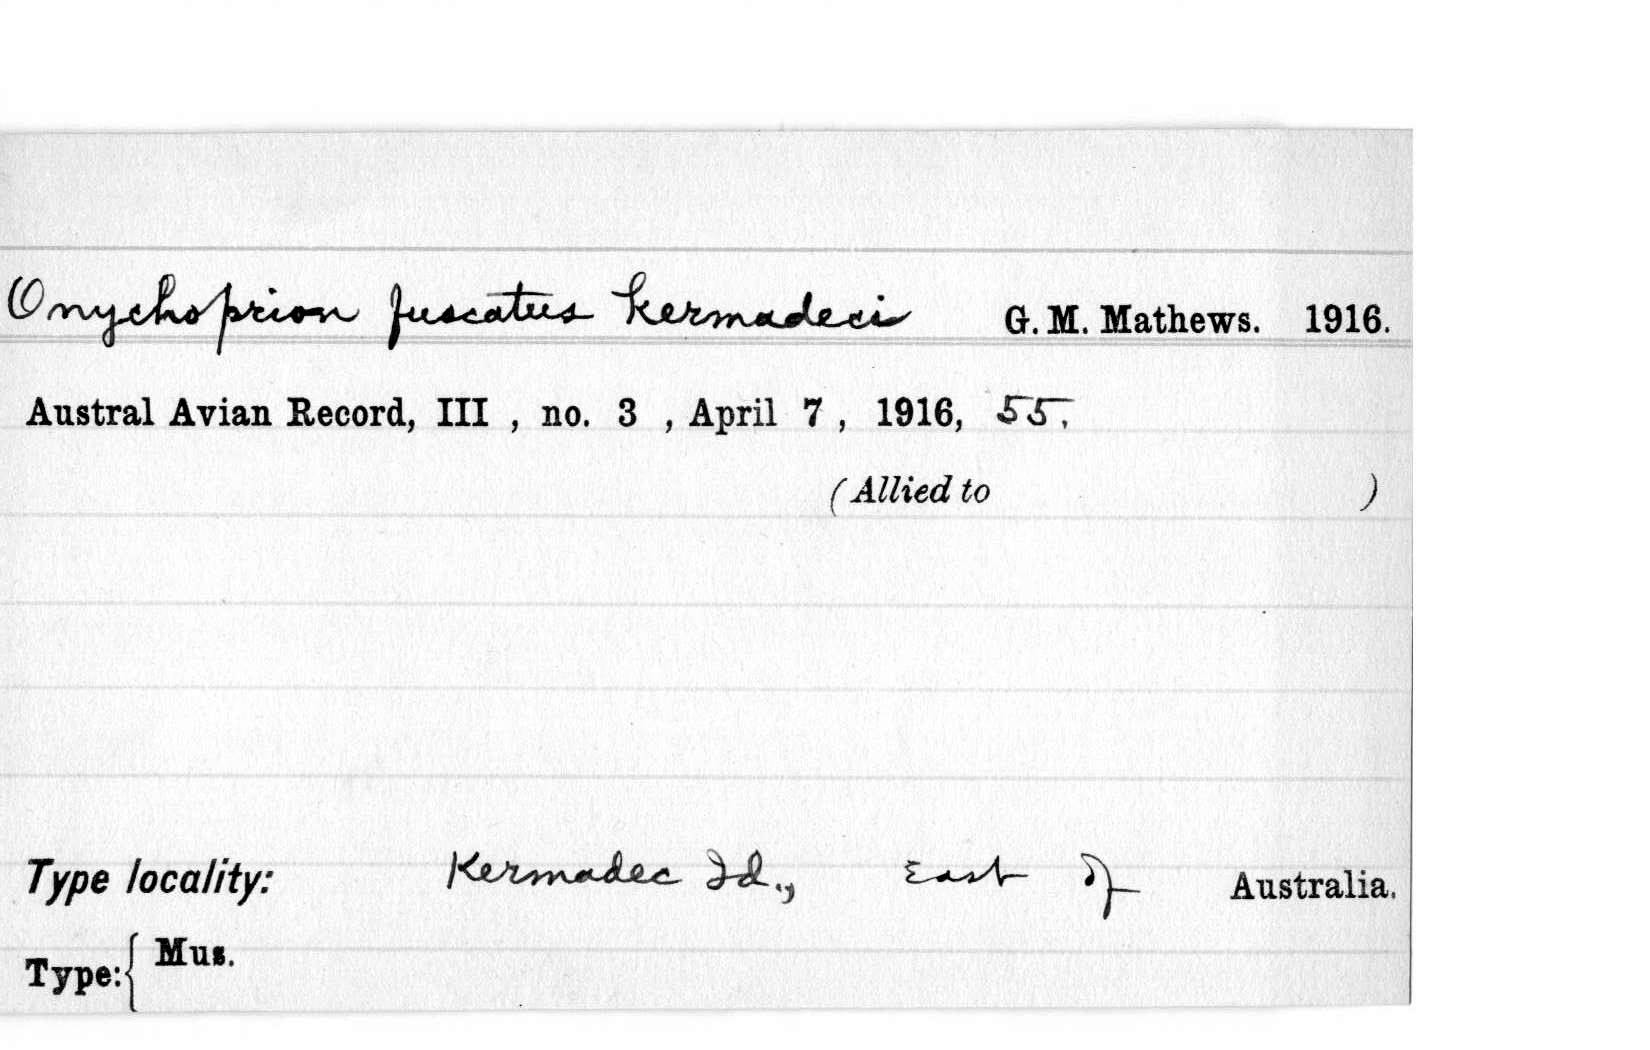 Onychoprion fuscatus kermadeci G. M. Mathews. 1916.
Austral Avian Record, III , no. 3 , April 7 , 1916, 55.
(Allied to )
Type locality: Kermadec Id., East of Australia.
Type: { Mus.